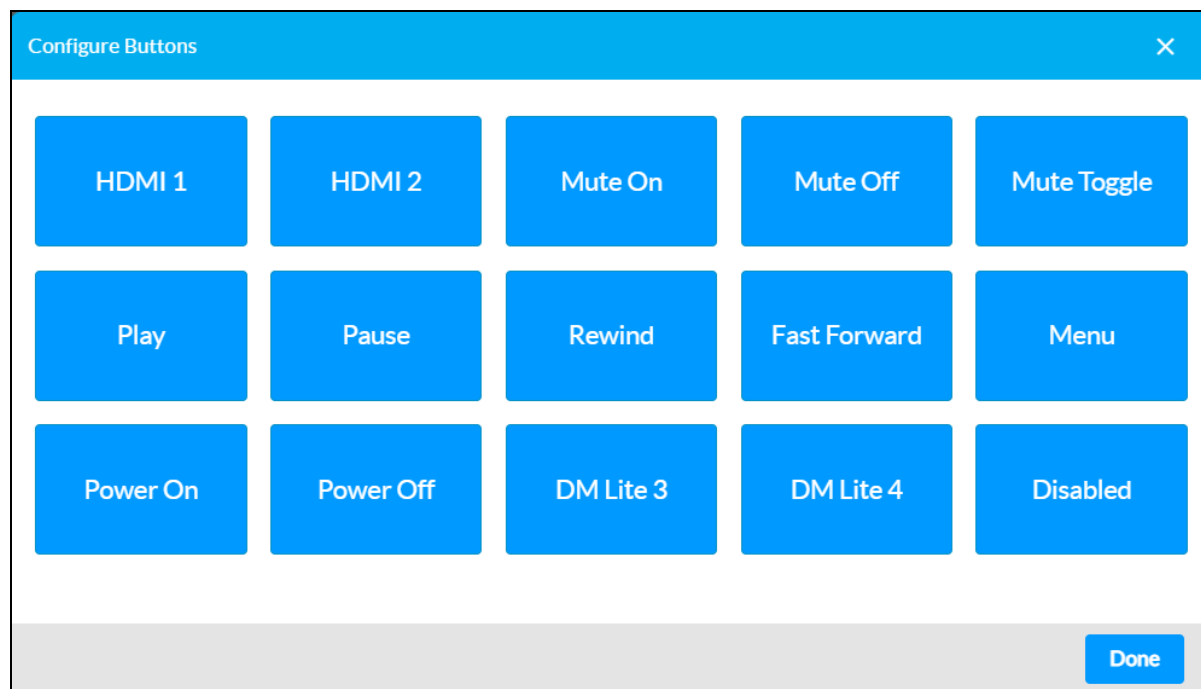 Configure Buttons
HDMI 1
HDMI 2
Mute On
Mute Off
Mute Toggle
Play
Pause
Rewind
Fast Forward
Menu
Power On
Power Off
DM Lite 3
DM Lite 4
Disabled
Done